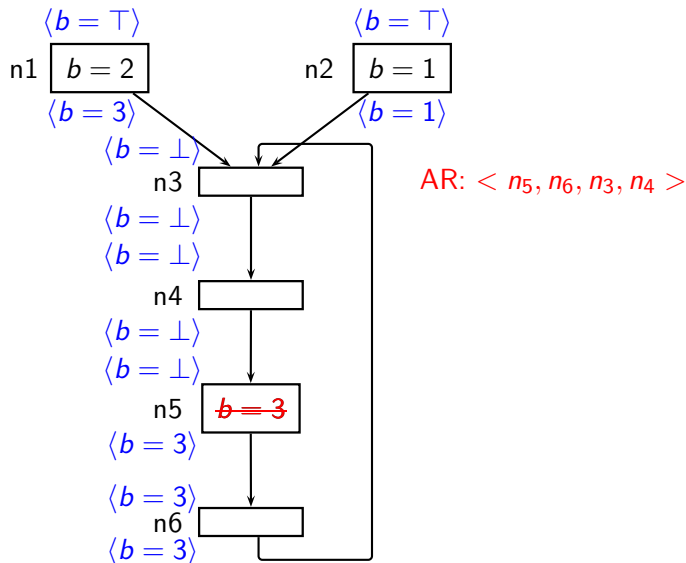 ⟨b = ⊤⟩ ⟨b = ⊤⟩
n1 b = 2 n2 b = 1
⟨b = 3⟩ ⟨b = 1⟩
⟨b = ⊥⟩
n3
AR: < n₅, n₆, n₃, n₄ >
⟨b = ⊥⟩
⟨b = ⊥⟩
n4
⟨b = ⊥⟩
⟨b = ⊥⟩
n5 b = 3
⟨b = 3⟩
⟨b = 3⟩
n6
⟨b = 3⟩